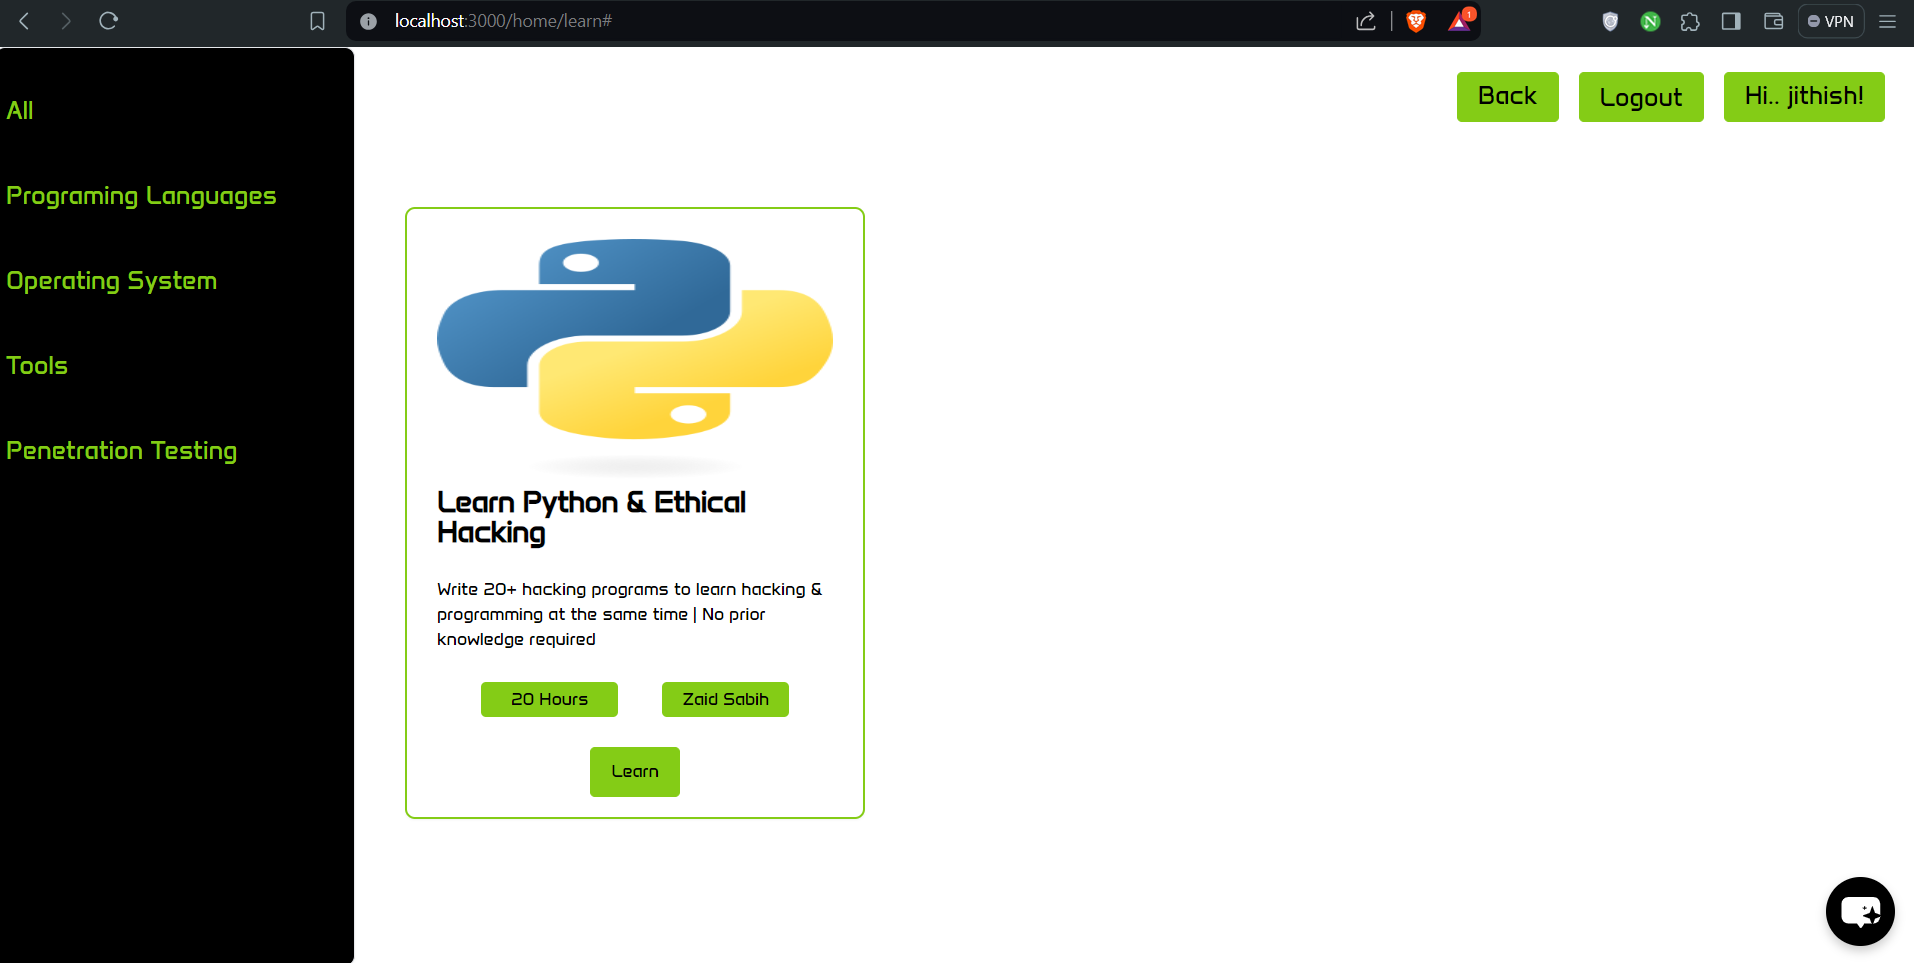 localhost:3000/home/learn#
1
VPN
All
Programing Languages
Operating System
Tools
Penetration Testing
Back
Logout
Hi.. jithish!
Learn Python & Ethical
Hacking
Write 20+ hacking programs to learn hacking &
programming at the same time | No prior
knowledge required
20 Hours
Zaid Sabih
Learn